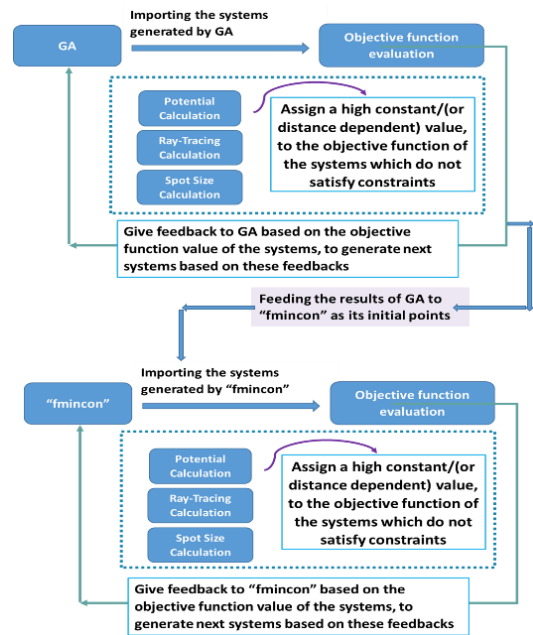 Importing the systems
generated by GA
GA
Objective function
evaluation
Potential
Calculation
Ray-Tracing
Calculation
Spot Size
Calculation
Assign a high constant/(or
distance dependent) value,
to the objective function of
the systems which do not
satisfy constraints
Give feedback to GA based on the objective
function value of the systems, to generate next
systems based on these feedbacks
Feeding the results of GA to
“fmincon” as its initial points
Importing the systems
generated by “fmincon”
“fmincon”
Objective function
evaluation
Potential
Calculation
Ray-Tracing
Calculation
Spot Size
Calculation
Assign a high constant/(or
distance dependent) value,
to the objective function of
the systems which do not
satisfy constraints
Give feedback to “fmincon” based on the
objective function value of the systems, to
generate next systems based on these feedbacks